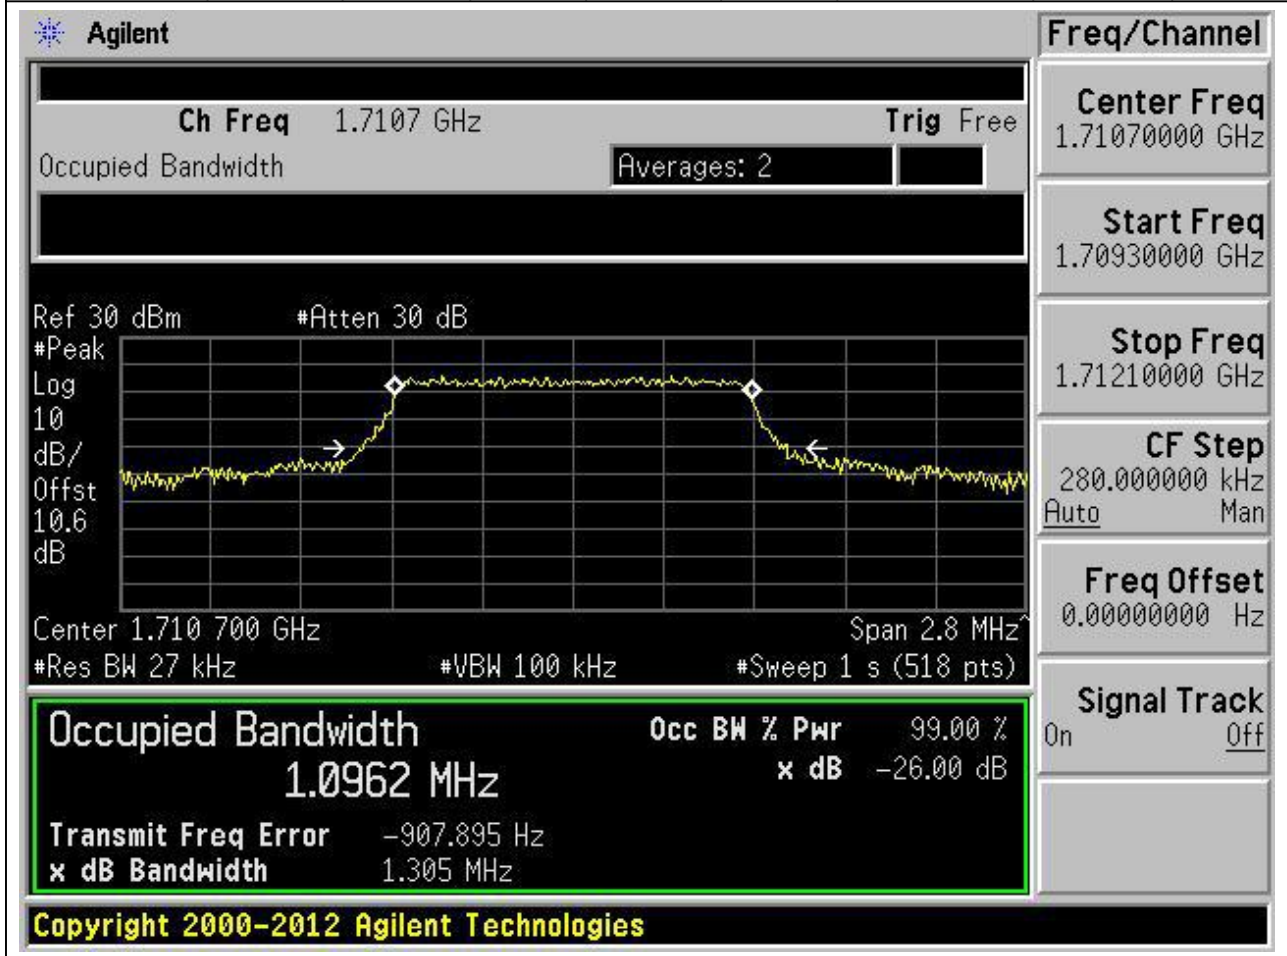 Agilent
Freq/Channel
Ch Freq 1.7107 GHz Trig Free
Occupied Bandwidth Averages: 2
Center Freq
1.71070000 GHz
Start Freq
1.70930000 GHz
Stop Freq
1.71210000 GHz
CF Step
280.000000 kHz
Auto Man
Freq Offset
0.00000000 Hz
Signal Track
On Off
Ref 30 dBm #Atten 30 dB
#Peak
Log
10
dB/
Offst
10.6
dB
Center 1.710 700 GHz Span 2.8 MHz^
#Res BW 27 kHz #VBW 100 kHz #Sweep 1 s (518 pts)
Occupied Bandwidth Occ BW % Pwr 99.00 %
1.0962 MHz x dB -26.00 dB
Transmit Freq Error -907.895 Hz
x dB Bandwidth 1.305 MHz
Copyright 2000-2012 Agilent Technologies